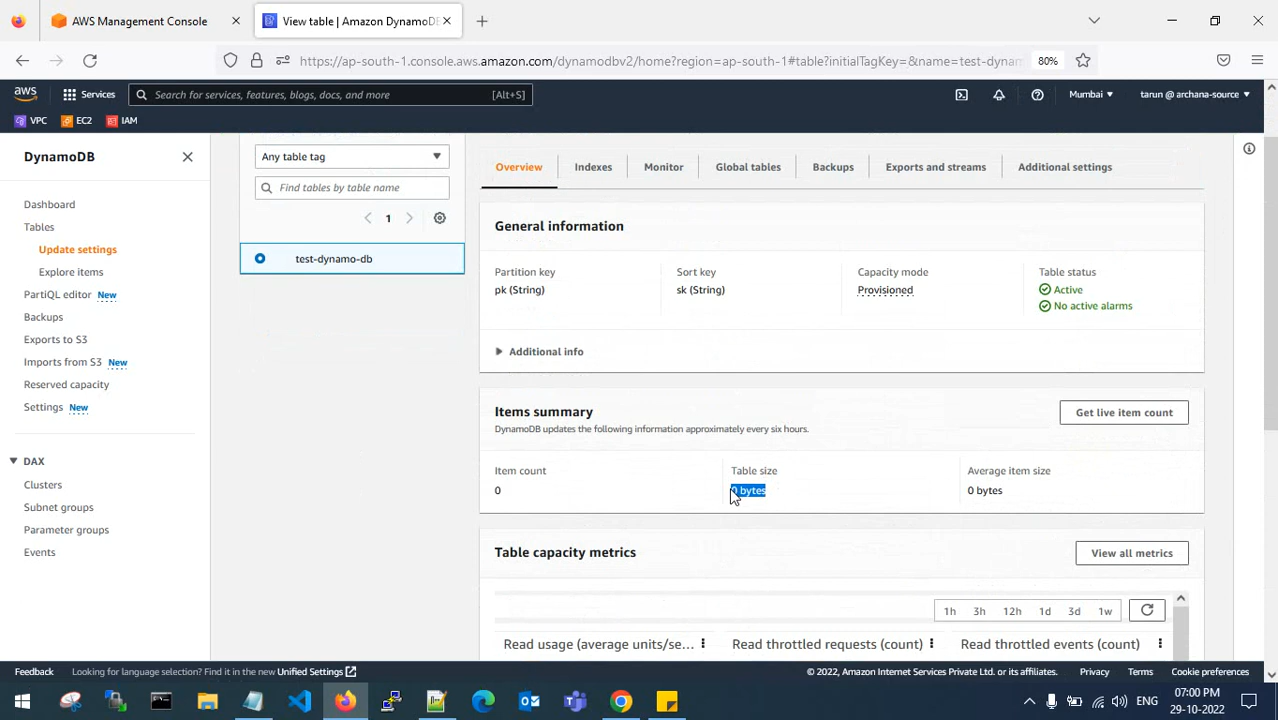 AWS Management Console
View table | Amazon DynamoDB
https://ap-south-1.console.aws.amazon.com/dynamodbv2/home?region=ap-south-1#table?initialTagKey=&name=test-dynam
80%
aws
Services
Search for services, features, blogs, docs, and more
[Alt+S]
Mumbai
tarun @ archana-source
VPC
EC2
IAM
DynamoDB
Dashboard
Tables
Update settings
Explore items
PartiQL editor New
Backups
Exports to S3
Imports from S3 New
Reserved capacity
Settings New
DAX
Clusters
Subnet groups
Parameter groups
Events
Any table tag
Find tables by table name
1
test-dynamo-db
Overview
Indexes
Monitor
Global tables
Backups
Exports and streams
Additional settings
General information
Partition key
pk (String)
Sort key
sk (String)
Capacity mode
Provisioned
Table status
Active
No active alarms
Additional info
Items summary
Get live item count
DynamoDB updates the following information approximately every six hours.
Item count
0
Table size
0 bytes
Average item size
0 bytes
Table capacity metrics
View all metrics
1h 3h 12h 1d 3d 1w
Read usage (average units/se...
Read throttled requests (count)
Read throttled events (count)
Feedback
Looking for language selection? Find it in the new Unified Settings
© 2022, Amazon Internet Services Private Ltd. or its affiliates.
Privacy
Terms
Cookie preferences
ENG
07:00 PM
29-10-2022